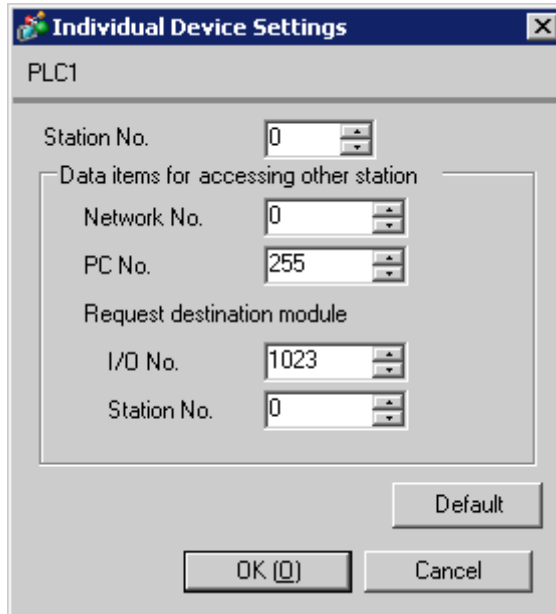 Individual Device Settings
PLC1
Station No. 0
Data items for accessing other station
Network No. 0
PC No. 255
Request destination module
I/O No. 1023
Station No. 0
Default
OK (O) Cancel